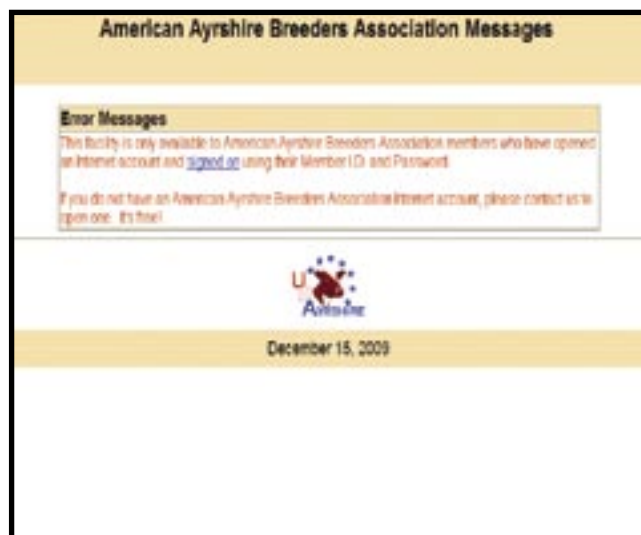 American Ayrshire Breeders Association Messages
Error Messages
This facility is only available to American Ayrshire Breeders Association members who have opened
an Internet account and signed on using their Member I.D. and Password.
If you do not have an American Ayrshire Breeders Association Internet account, please contact us to
open one. It's free!
U
AYRSHIRE
December 15, 2009